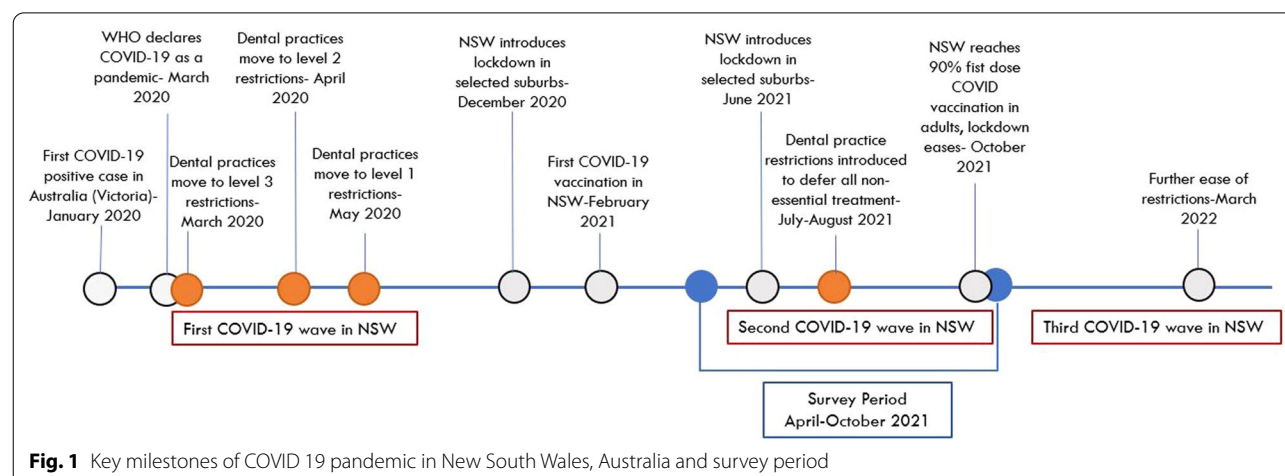 WHO declares
COVID-19 as a
pandemic- March
2020
Dental practices
move to level 2
restrictions- April
2020
NSW introduces
lockdown in
selected suburbs-
December 2020
NSW introduces
lockdown in
selected suburbs-
June 2021
NSW reaches
90% fist dose
COVID
vaccination in
adults, lockdown
eases- October
2021
First COVID-19
positive case in
Australia (Victoria)-
January 2020
Dental practices
move to level 3
restrictions-
March 2020
Dental practices
move to level 1
restrictions-
May 2020
First COVID-19
vaccination in
NSW-February
2021
Dental practice
restrictions introduced
to defer all non-
essential treatment-
July-August 2021
Further ease of
restrictions-March
2022
First COVID-19 wave in NSW
Second COVID-19 wave in NSW
Third COVID-19 wave in NSW
Survey Period
April-October 2021
Fig. 1 Key milestones of COVID 19 pandemic in New South Wales, Australia and survey period